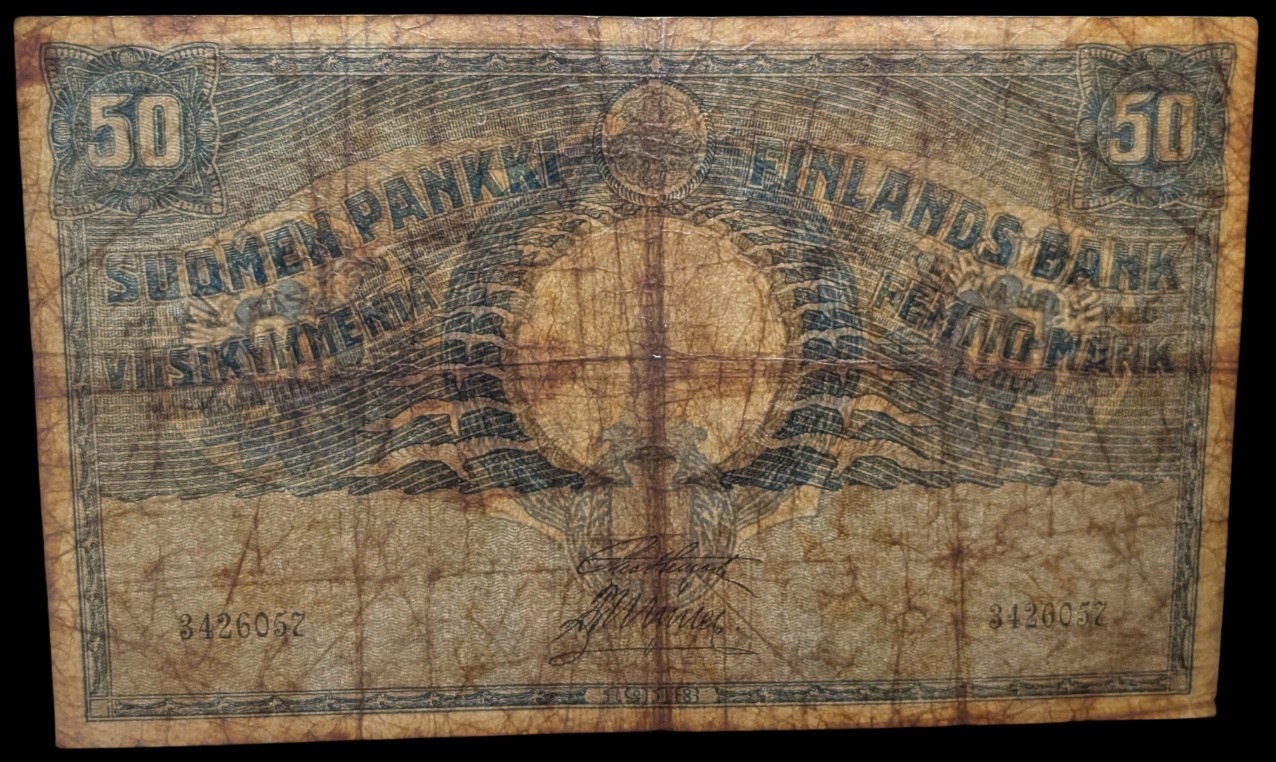 50 50
SUOMEN PANKKI FINLANDS BANK
VIISIKYMMENTÄ FEMTIO MARK
3426057 3426057
1918